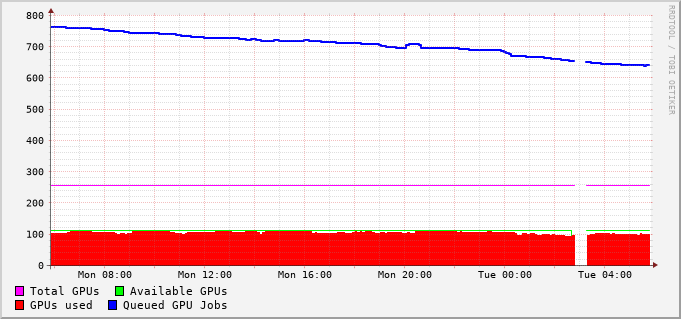 800
700
600
500
400
300
200
100
0
Mon 08:00 Mon 12:00 Mon 16:00 Mon 20:00 Tue 00:00 Tue 04:00
Total GPUs Available GPUs
GPUs used Queued GPU Jobs
RRDTOOL / TOBI OETIKER